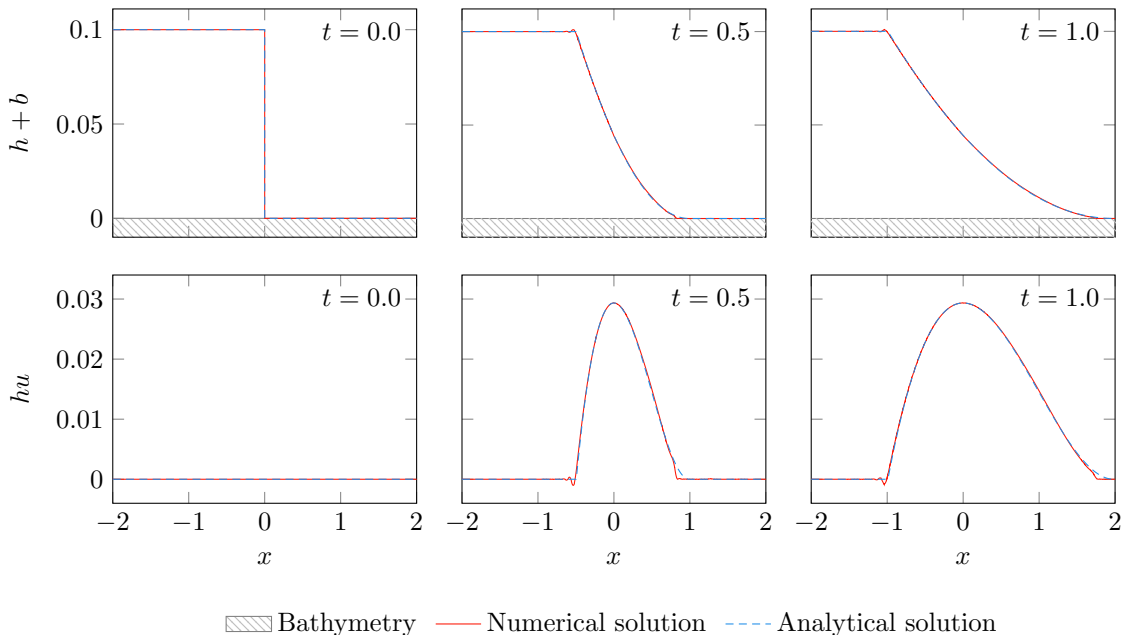 0.1
0.05
0
h + b
t = 0.0
t = 0.5
t = 1.0
0.03
0.02
0.01
0
hu
t = 0.0
t = 0.5
t = 1.0
−2 −1 0 1 2
−2 −1 0 1 2
−2 −1 0 1 2
x
x
x
Bathymetry Numerical solution Analytical solution